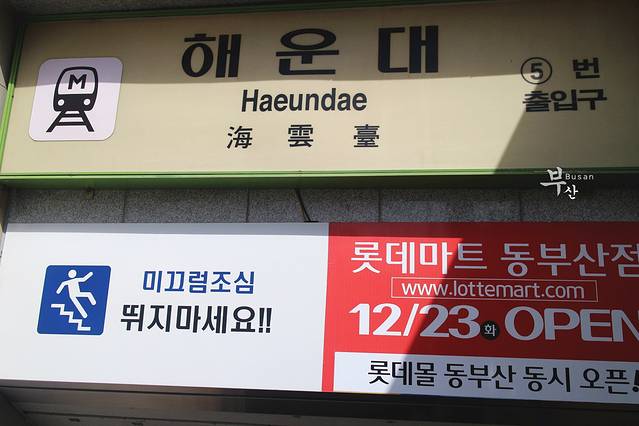 해운대
Haeundae
海雲臺
5 번
출입구
M
부산 Busan
미끄럼조심
뛰지마세요!!
롯데마트 동부산점
www.lottemart.com
12/23 화 OPEN
롯데몰 동부산 동시 오픈!